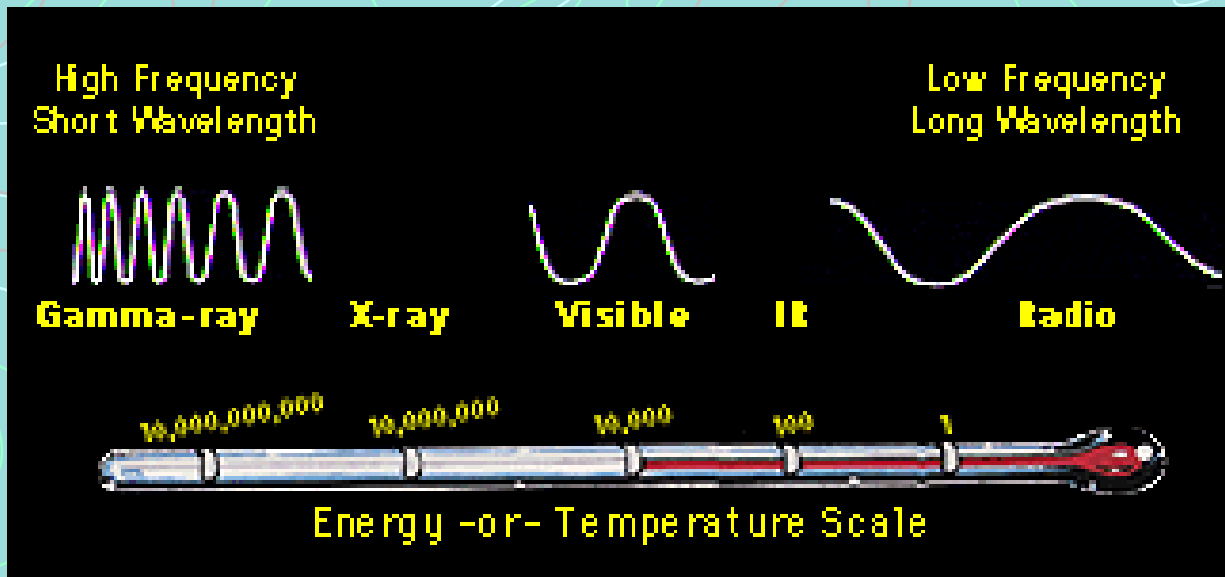 High Frequency
Short Wavelength
Low Frequency
Long Wavelength
Gamma-ray X-ray Visible IR Radio
10,000,000,000 10,000,000 10,000 100 1
Energy -or- Temperature Scale